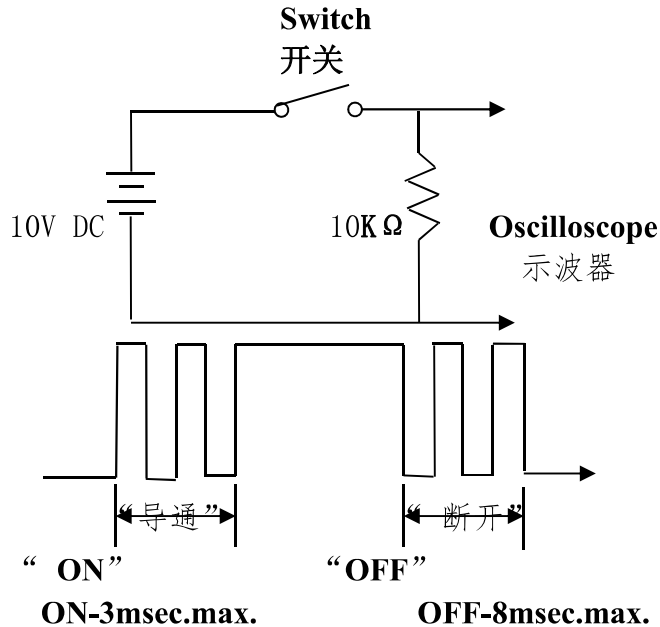 Switch
开关
10V DC
10KΩ
Oscilloscope
示波器
“导通”
“断开”
“ ON”
“OFF”
ON-3msec.max.
OFF-8msec.max.